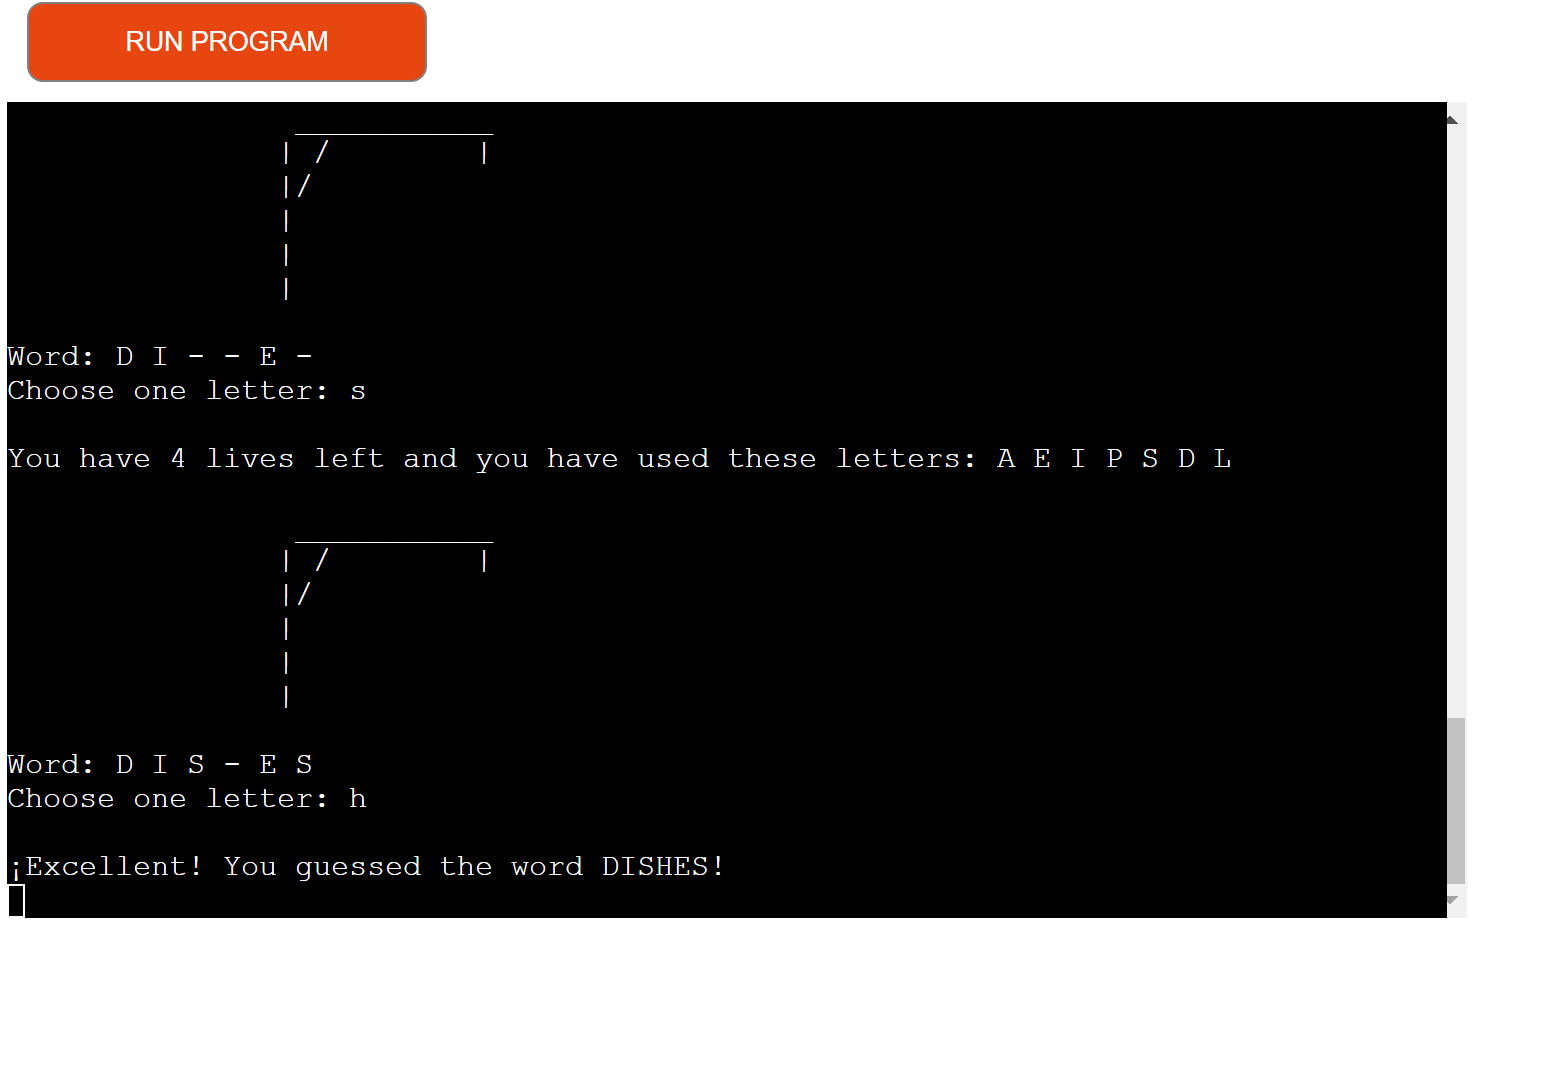 RUN PROGRAM
___________
| /        |
|/
|
|
|
Word: D I - - E -
Choose one letter: s
You have 4 lives left and you have used these letters: A E I P S D L
___________
| /        |
|/
|
|
|
Word: D I S - E S
Choose one letter: h
¡Excellent! You guessed the word DISHES!